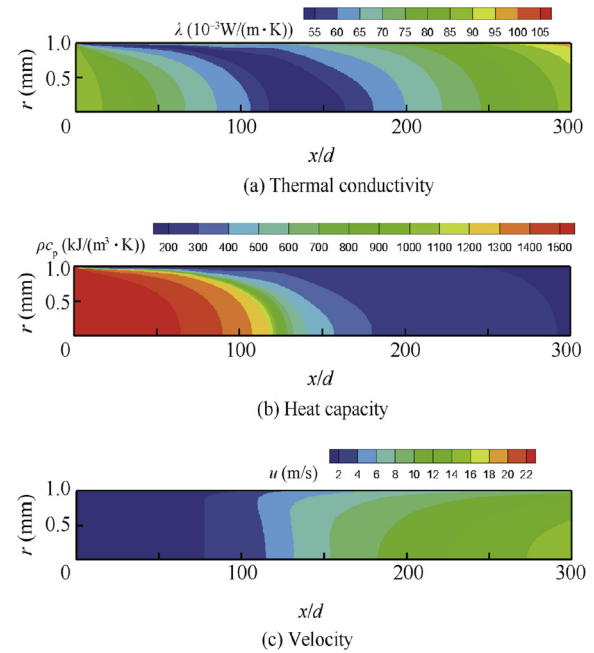 λ (10⁻³W/(m·K))
55 60 65 70 75 80 85 90 95 100 105
r (mm)
1.0
0.5
0 100 200 300
x/d
(a) Thermal conductivity
ρcₚ (kJ/(m³·K))
200 300 400 500 600 700 800 900 1000 1100 1200 1300 1400 1500
r (mm)
1.0
0.5
0 100 200 300
x/d
(b) Heat capacity
u (m/s)
2 4 6 8 10 12 14 16 18 20 22
r (mm)
1.0
0.5
0 100 200 300
x/d
(c) Velocity